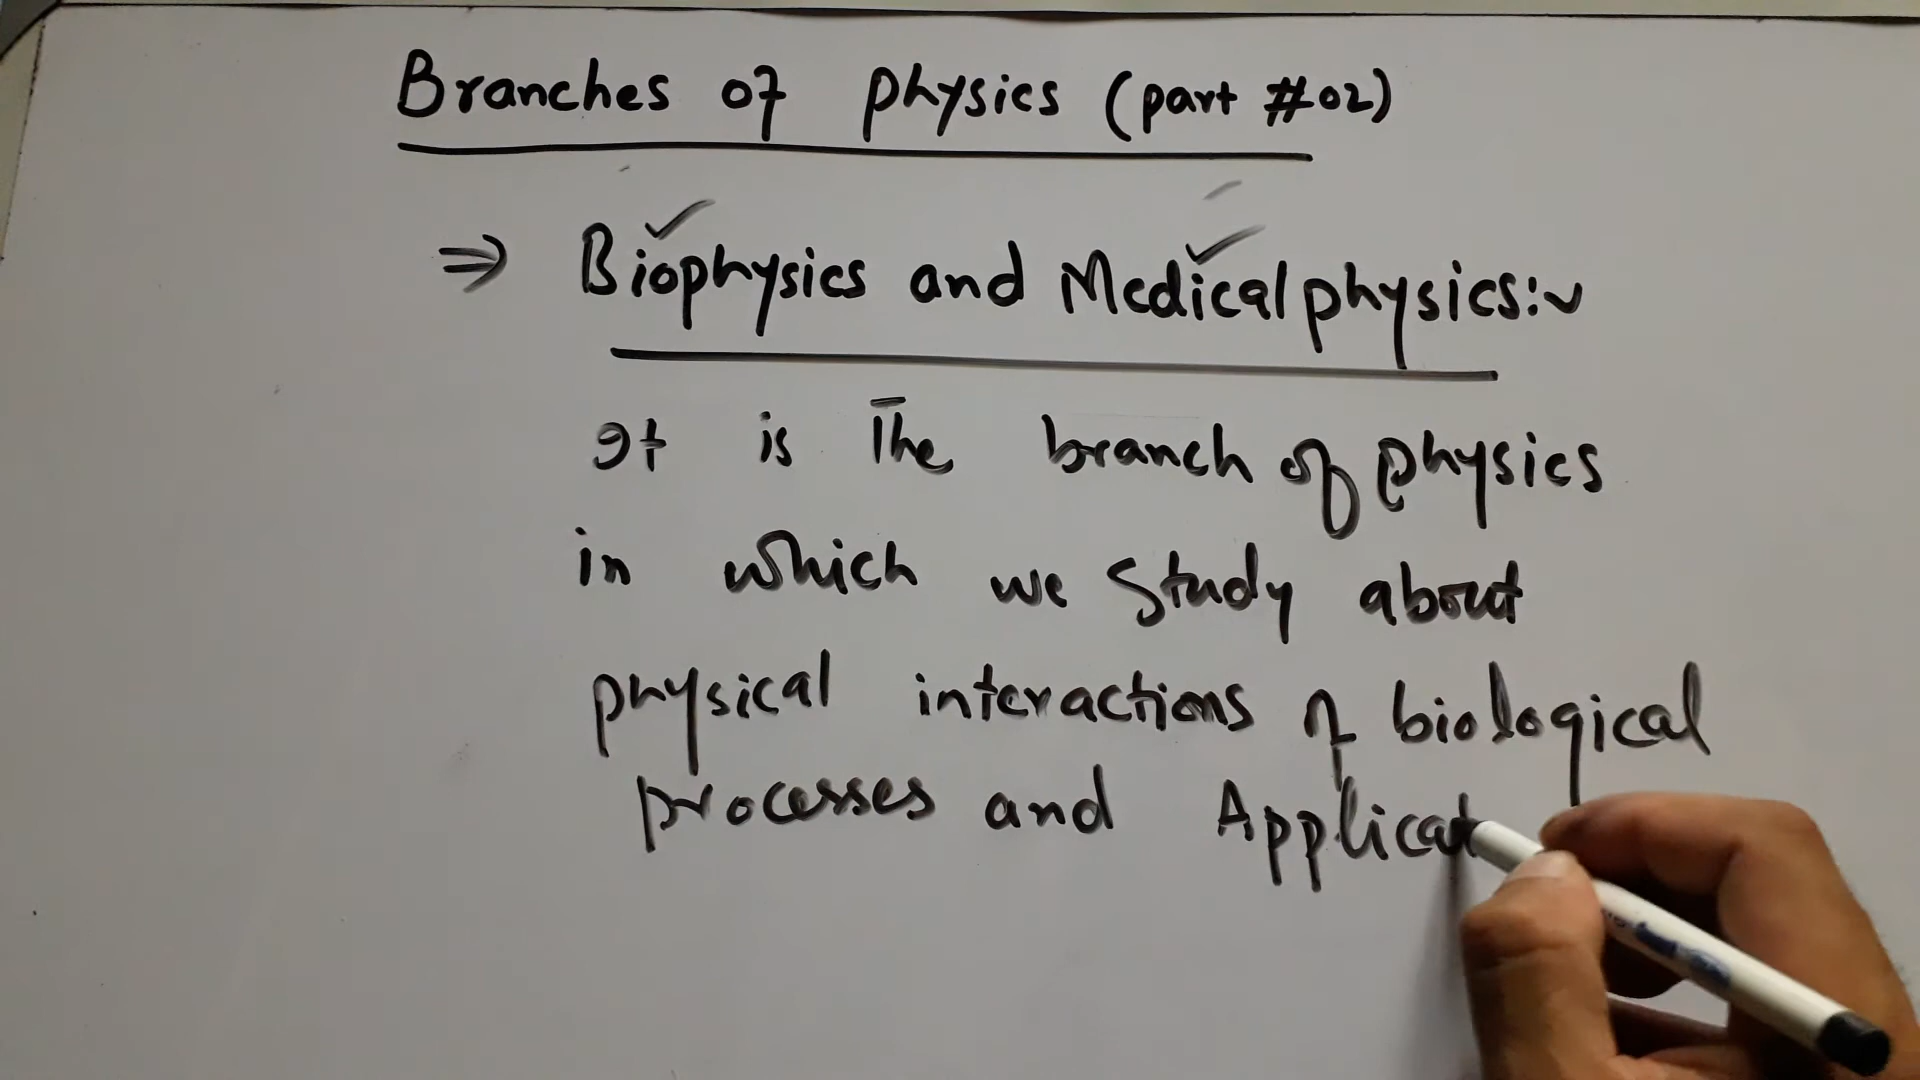 Branches of physics (part #02)
⇒ Biophysics and Medical physics:~
It is The branch of physics
in which we Study about
physical interactions of biological
processes and Applicat